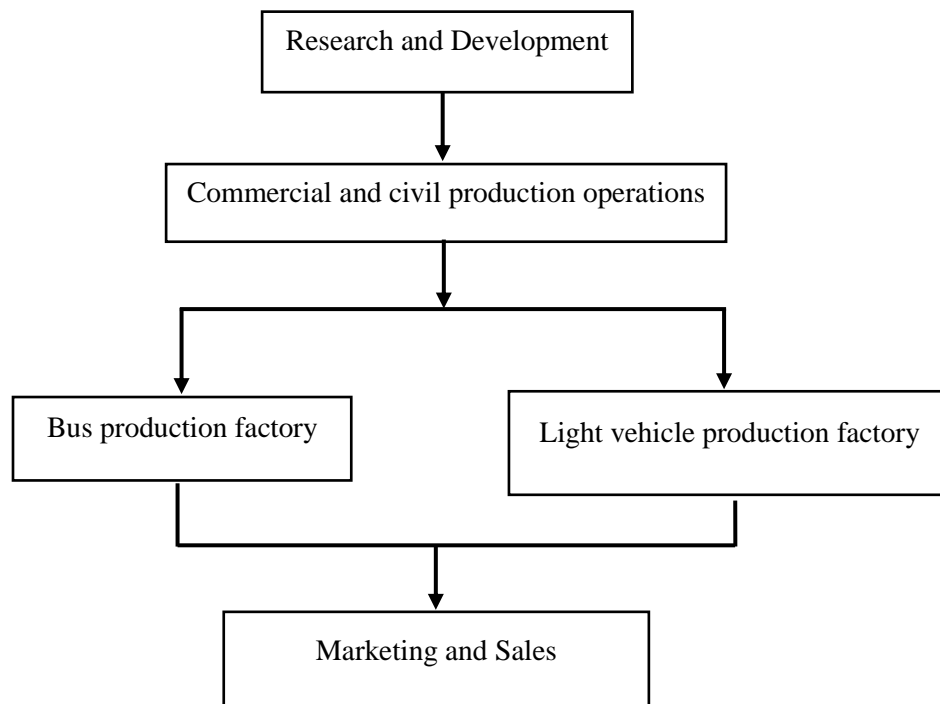 Research and Development
Commercial and civil production operations
Bus production factory
Light vehicle production factory
Marketing and Sales